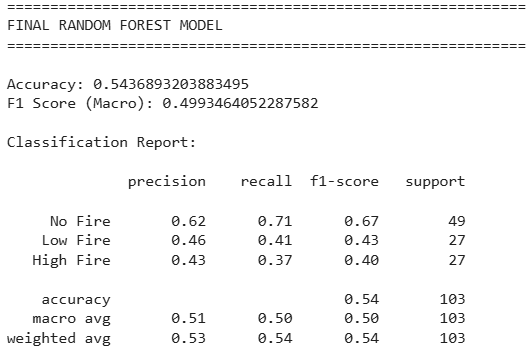 ==========================================================
FINAL RANDOM FOREST MODEL
==========================================================
Accuracy: 0.5436893203883495
F1 Score (Macro): 0.4993464052287582
Classification Report:
precision recall f1-score support
No Fire 0.62 0.71 0.67 49
Low Fire 0.46 0.41 0.43 27
High Fire 0.43 0.37 0.40 27
accuracy 0.54 103
macro avg 0.51 0.50 0.50 103
weighted avg 0.53 0.54 0.54 103